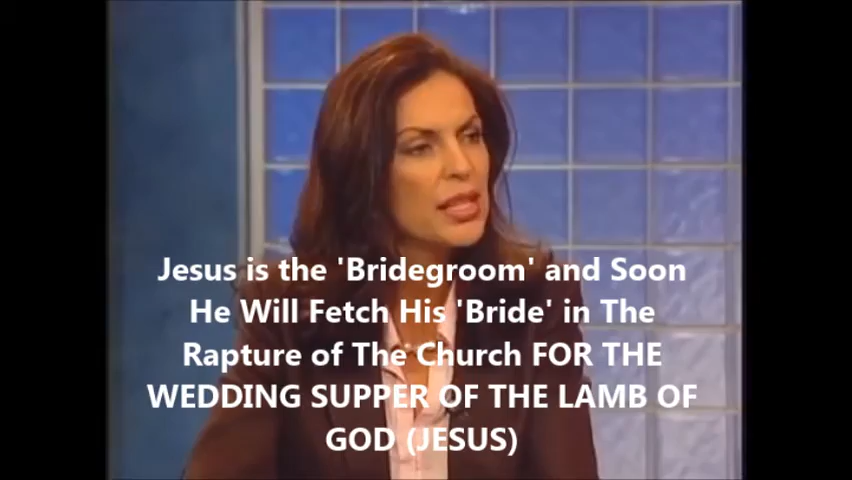 Jesus is the 'Bridegroom' and Soon
He Will Fetch His 'Bride' in The
Rapture of The Church FOR THE
WEDDING SUPPER OF THE LAMB OF
GOD (JESUS)